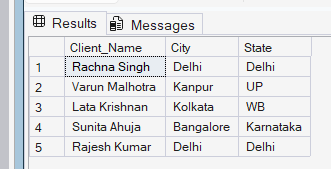 Results Messages
Client_Name City State
1 Rachna Singh Delhi Delhi
2 Varun Malhotra Kanpur UP
3 Lata Krishnan Kolkata WB
4 Sunita Ahuja Bangalore Karnataka
5 Rajesh Kumar Delhi Delhi